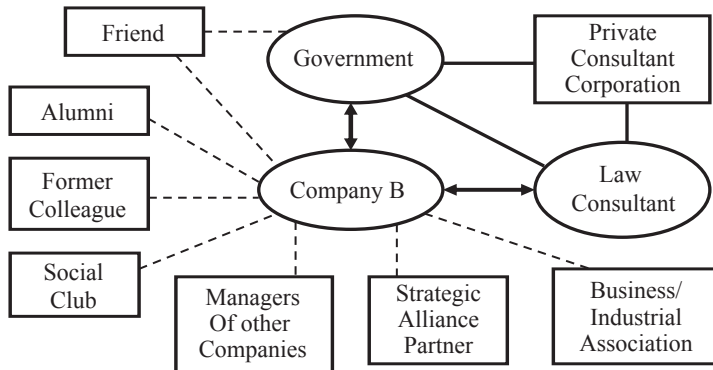 Friend
Government
Private
Consultant
Corporation
Alumni
Former
Colleague
Company B
Law
Consultant
Social
Club
Managers
Of other
Companies
Strategic
Alliance
Partner
Business/
Industrial
Association